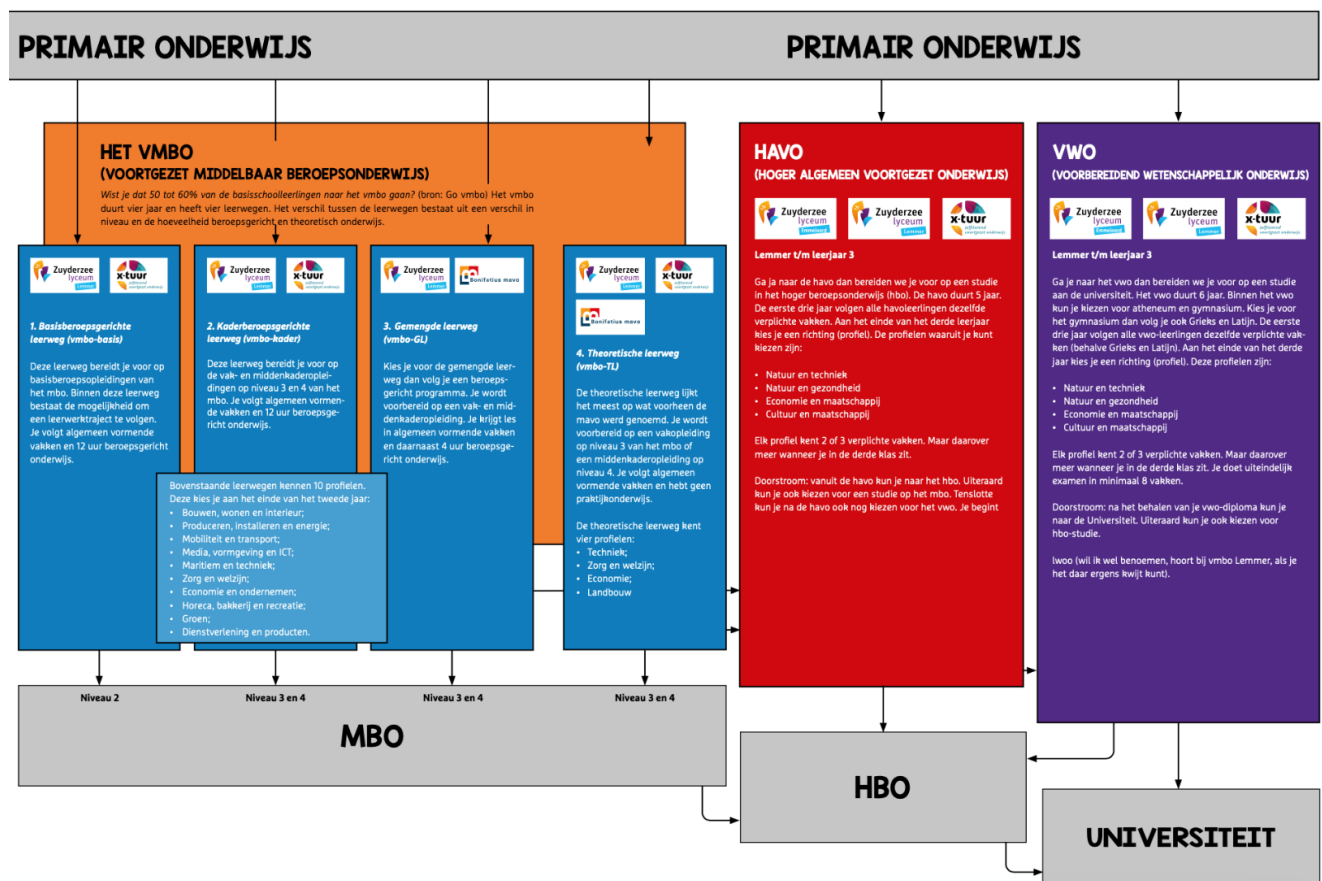 PRIMAIR ONDERWIJS
PRIMAIR ONDERWIJS
HET VMBO
(VOORTGEZET MIDDELBAAR BEROEPSONDERWIJS)
Wist je dat 50 tot 60% van de basisschoolleerlingen naar het vmbo gaan? (bron: Go vmbo) Het vmbo
duurt vier jaar en heeft vier leerwegen. Het verschil tussen de leerwegen bestaat uit een verschil in
niveau en de hoeveelheid beroepsgericht en theoretisch onderwijs.
Zuyderzee
lyceum
Lemmer
x-tuur
zelflerend
voortgezet onderwijs
1. Basisberoepsgerichte
leerweg (vmbo-basis)
Deze leerweg bereidt je voor op
basisberoepsopleidingen van
het mbo. Binnen deze leerweg
bestaat de mogelijkheid om
een leerwerktraject te volgen.
Je volgt algemeen vormende
vakken en 12 uur beroepsgericht
onderwijs.
Zuyderzee
lyceum
Lemmer
x-tuur
voortgezet onderwijs
2. Kaderberoepsgerichte
leerweg (vmbo-kader)
Deze leerweg bereidt je voor op
de vak- en middenkaderoplei-
dingen op niveau 3 en 4 van het
mbo. Je volgt algemeen vormen-
de vakken en 12 uur beroepsge-
richt onderwijs.
Zuyderzee
lyceum
Lemmer
Bonifatius mavo
3. Gemengde leerweg
(vmbo-GL)
Kies je voor de gemengde leer-
weg dan volg je een beroeps-
gericht programma. Je wordt
voorbereid op een vak- en mid-
denkaderopleiding. Je krijgt les
in algemeen vormende vakken
en daarnaast 4 uur beroepsge-
richt onderwijs.
Bovenstaande leerwegen kennen 10 profielen.
Deze kies je aan het einde van het tweede jaar:
• Bouwen, wonen en interieur;
• Produceren, installeren en energie;
• Mobiliteit en transport;
• Media, vormgeving en ICT;
• Maritiem en techniek;
• Zorg en welzijn;
• Economie en ondernemen;
• Horeca, bakkerij en recreatie;
• Groen;
• Dienstverlening en producten.
Zuyderzee
lyceum
Lemmer
x-tuur
voortgezet onderwijs
Bonifatius mavo
4. Theoretische leerweg
(vmbo-TL)
De theoretische leerweg lijkt
het meest op wat voorheen de
mavo werd genoemd. Je wordt
voorbereid op een vakopleiding
op niveau 3 van het mbo of
een middenkaderopleiding op
niveau 4. Je volgt algemeen
vormende vakken en hebt geen
praktijkonderwijs.
De theoretische leerweg kent
vier profielen:
• Techniek;
• Zorg en welzijn;
• Economie;
• Landbouw
HAVO
(HOGER ALGEMEEN VOORTGEZET ONDERWIJS)
Zuyderzee
lyceum
Emmeloord
Zuyderzee
lyceum
Lemmer
x-tuur
voortgezet onderwijs
Lemmer t/m leerjaar 3
Ga ja naar de havo dan bereiden we je voor op een studie
in het hoger beroepsonderwijs (hbo). De havo duurt 5 jaar.
De eerste drie jaar volgen alle havoleerlingen dezelfde
verplichte vakken. Aan het einde van het derde leerjaar
kies je een richting (profiel). De profielen waaruit je kunt
kiezen zijn:
• Natuur en techniek
• Natuur en gezondheid
• Economie en maatschappij
• Cultuur en maatschappij
Elk profiel kent 2 of 3 verplichte vakken. Maar daarover
meer wanneer je in de derde klas zit.
Doorstroom: vanuit de havo kun je naar het hbo. Uiteraard
kun je ook kiezen voor een studie op het mbo. Tenslotte
kun je na de havo ook nog kiezen voor het vwo. Je begint
VWO
(VOORBEREIDEND WETENSCHAPPELIJK ONDERWIJS)
Zuyderzee
lyceum
Emmeloord
Zuyderzee
lyceum
Lemmer
x-tuur
voortgezet onderwijs
Lemmer t/m leerjaar 3
Ga je naar het vwo dan bereiden we je voor op een studie
aan de universiteit. Het vwo duurt 6 jaar. Binnen het vwo
kun je kiezen voor atheneum en gymnasium. Kies je voor
het gymnasium dan volg je ook Grieks en Latijn. De eerste
drie jaar volgen alle vwo-leerlingen dezelfde verplichte vak-
ken (behalve Grieks en Latijn). Aan het einde van het derde
jaar kies je een richting (profiel). Deze profielen zijn:
• Natuur en techniek
• Natuur en gezondheid
• Economie en maatschappij
• Cultuur en maatschappij
Elk profiel kent 2 of 3 verplichte vakken. Maar daarover
meer wanneer je in de derde klas zit. Je doet uiteindelijk
examen in minimaal 8 vakken.
Doorstroom: na het behalen van je vwo-diploma kun je
naar de Universiteit. Uiteraard kun je ook kiezen voor
hbo-studie.
lwoo (wil ik wel benoemen, hoort bij vmbo Lemmer, als je
het daar ergens kwijt kunt).
Niveau 2
Niveau 3 en 4
Niveau 3 en 4
Niveau 3 en 4
MBO
HBO
UNIVERSITEIT